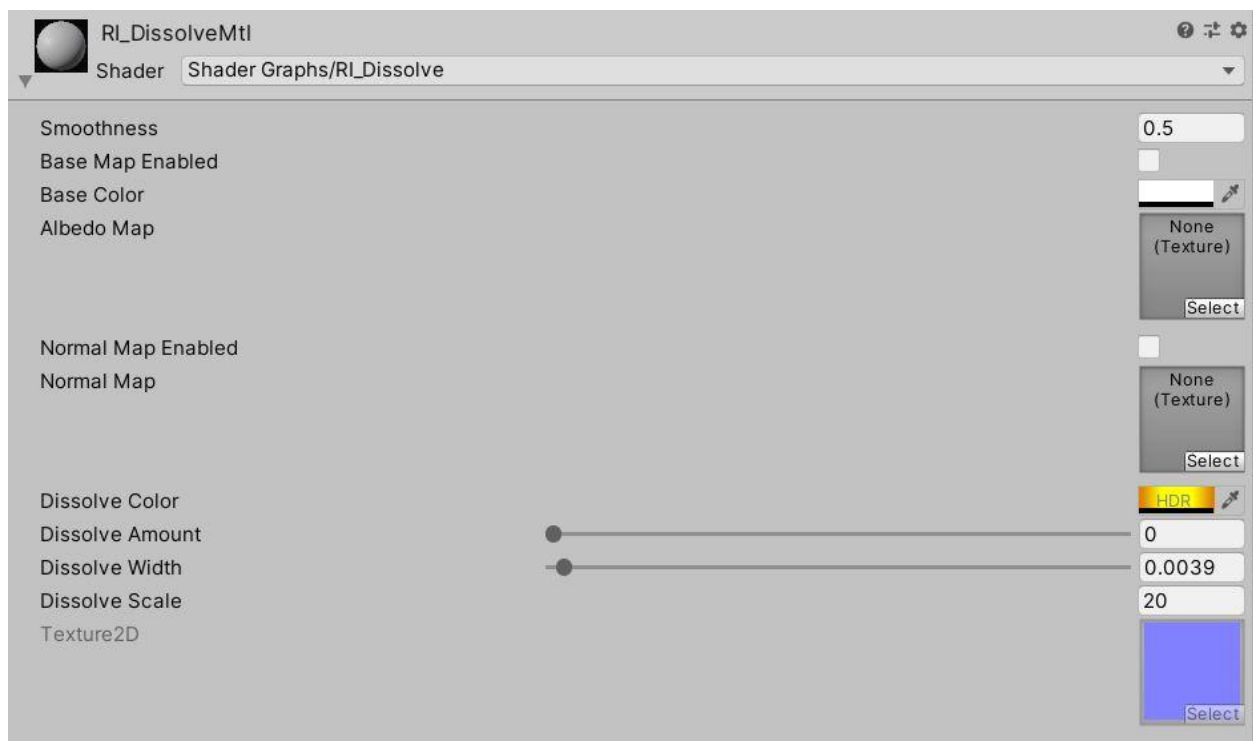 RI_DissolveMtl
Shader Shader Graphs/RI_Dissolve
Smoothness 0.5
Base Map Enabled
Base Color
Albedo Map None
(Texture)
Select
Normal Map Enabled
Normal Map None
(Texture)
Select
Dissolve Color HDR
Dissolve Amount 0
Dissolve Width 0.0039
Dissolve Scale 20
Texture2D
Select